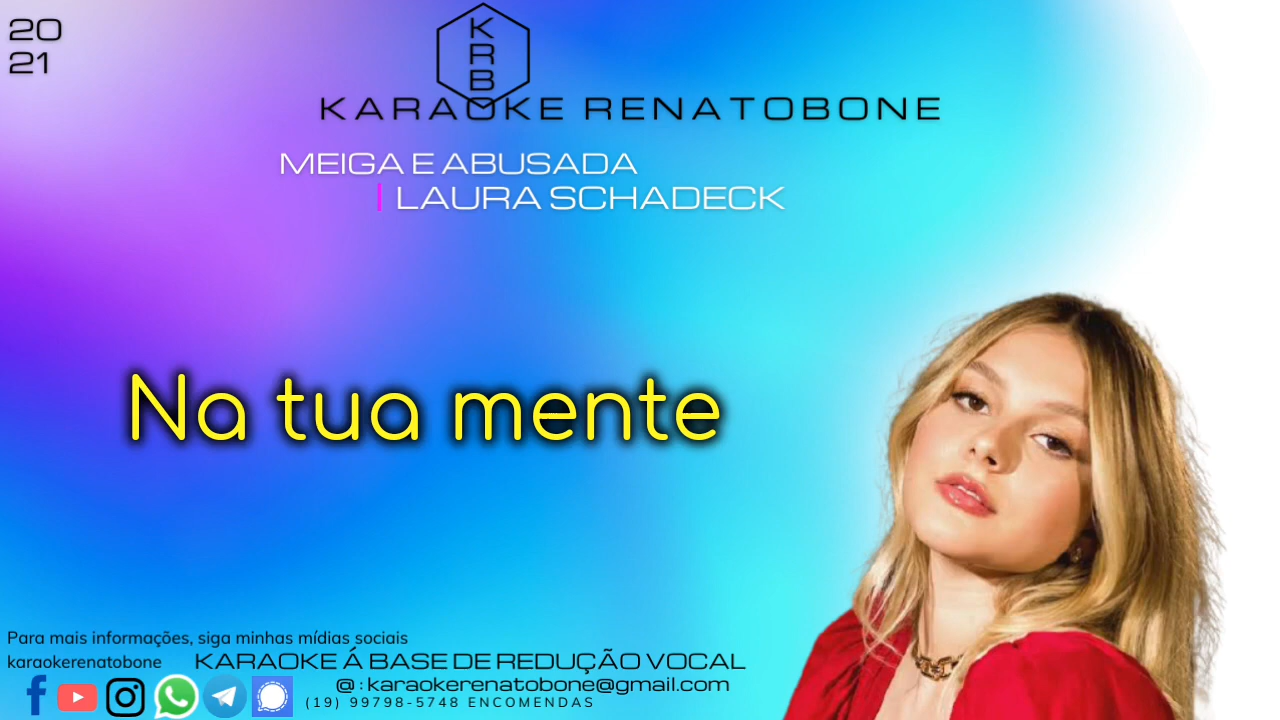 20
21
K
R
B
O
KARAOKE RENATOBONE
MEIGA E ABUSADA
| LAURA SCHADECK
Na tua mente
Para mais informações, siga minhas mídias sociais
karaokerenatobone
KARAOKE Á BASE DE REDUÇÃO VOCAL
@ : karaokerenatobone@gmail.com
(19) 99798-5748 ENCOMENDAS